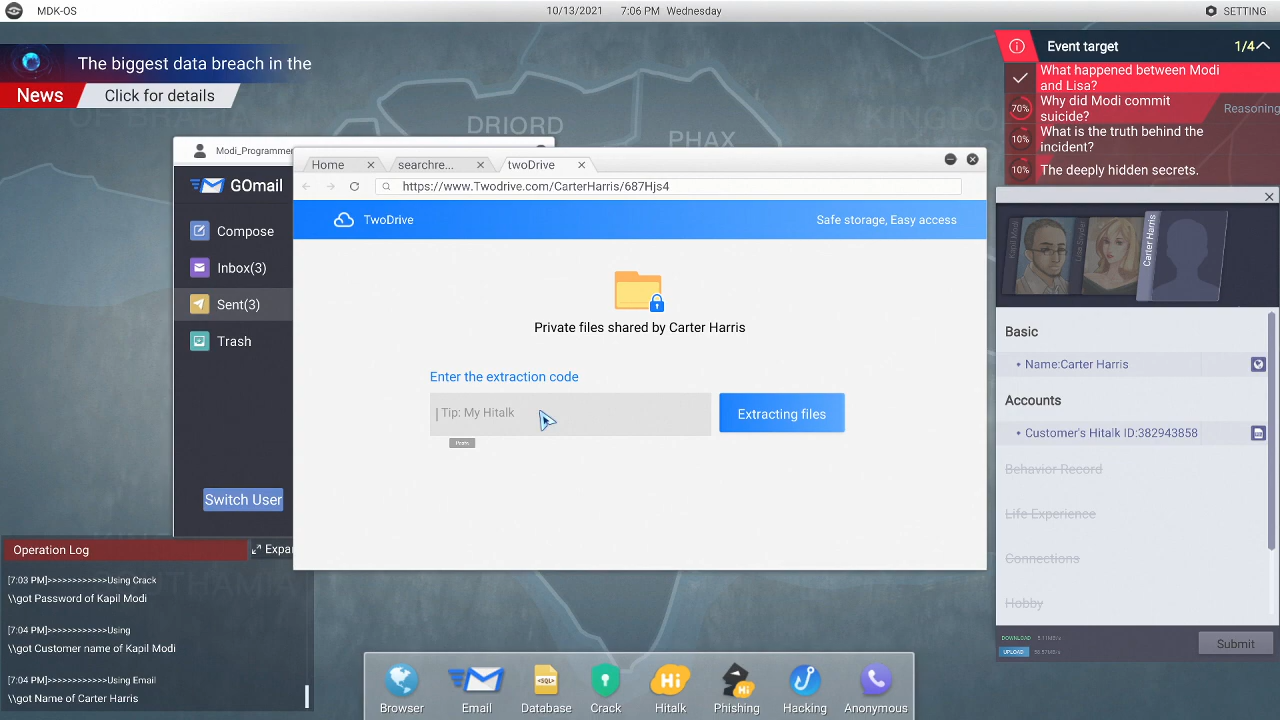 MDK-OS
10/13/2021 7:06 PM Wednesday
SETTING
The biggest data breach in the
News
Click for details
Event target
1/4
What happened between Modi
and Lisa?
70%
Why did Modi commit
suicide?
Reasoning
10%
What is the truth behind the
incident?
10%
The deeply hidden secrets.
DRIORD
PHAX
Modi_Programmer
GOmail
Compose
Inbox(3)
Sent(3)
Trash
Switch User
Home
searchre...
twoDrive
https://www.Twodrive.com/CarterHarris/687Hjs4
TwoDrive
Safe storage, Easy access
Private files shared by Carter Harris
Enter the extraction code
Tip: My Hitalk
Extracting files
Kapil Modi
Carter Harris
Basic
• Name:Carter Harris
Accounts
• Customer's Hitalk ID:382943858
Behavior Record
Life Experience
Connections
Hobby
DOWNLOAD
UPLOAD
Submit
Operation Log
Expan
[7:03 PM]>>>>>>>>>>>>Using Crack
\\got Password of Kapil Modi
[7:04 PM]>>>>>>>>>>>>Using
\\got Customer name of Kapil Modi
[7:04 PM]>>>>>>>>>>>>Using Email
\\got Name of Carter Harris
Browser
Email
SQL
Database
Crack
Hi
Hitalk
Hi
Phishing
Hacking
Anonymous